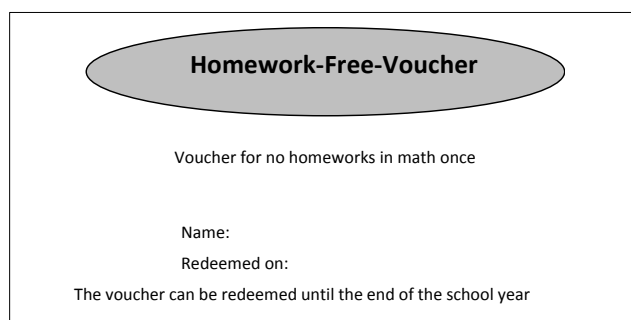 Homework-Free-Voucher
Voucher for no homeworks in math once
Name:
Redeemed on:
The voucher can be redeemed until the end of the school year